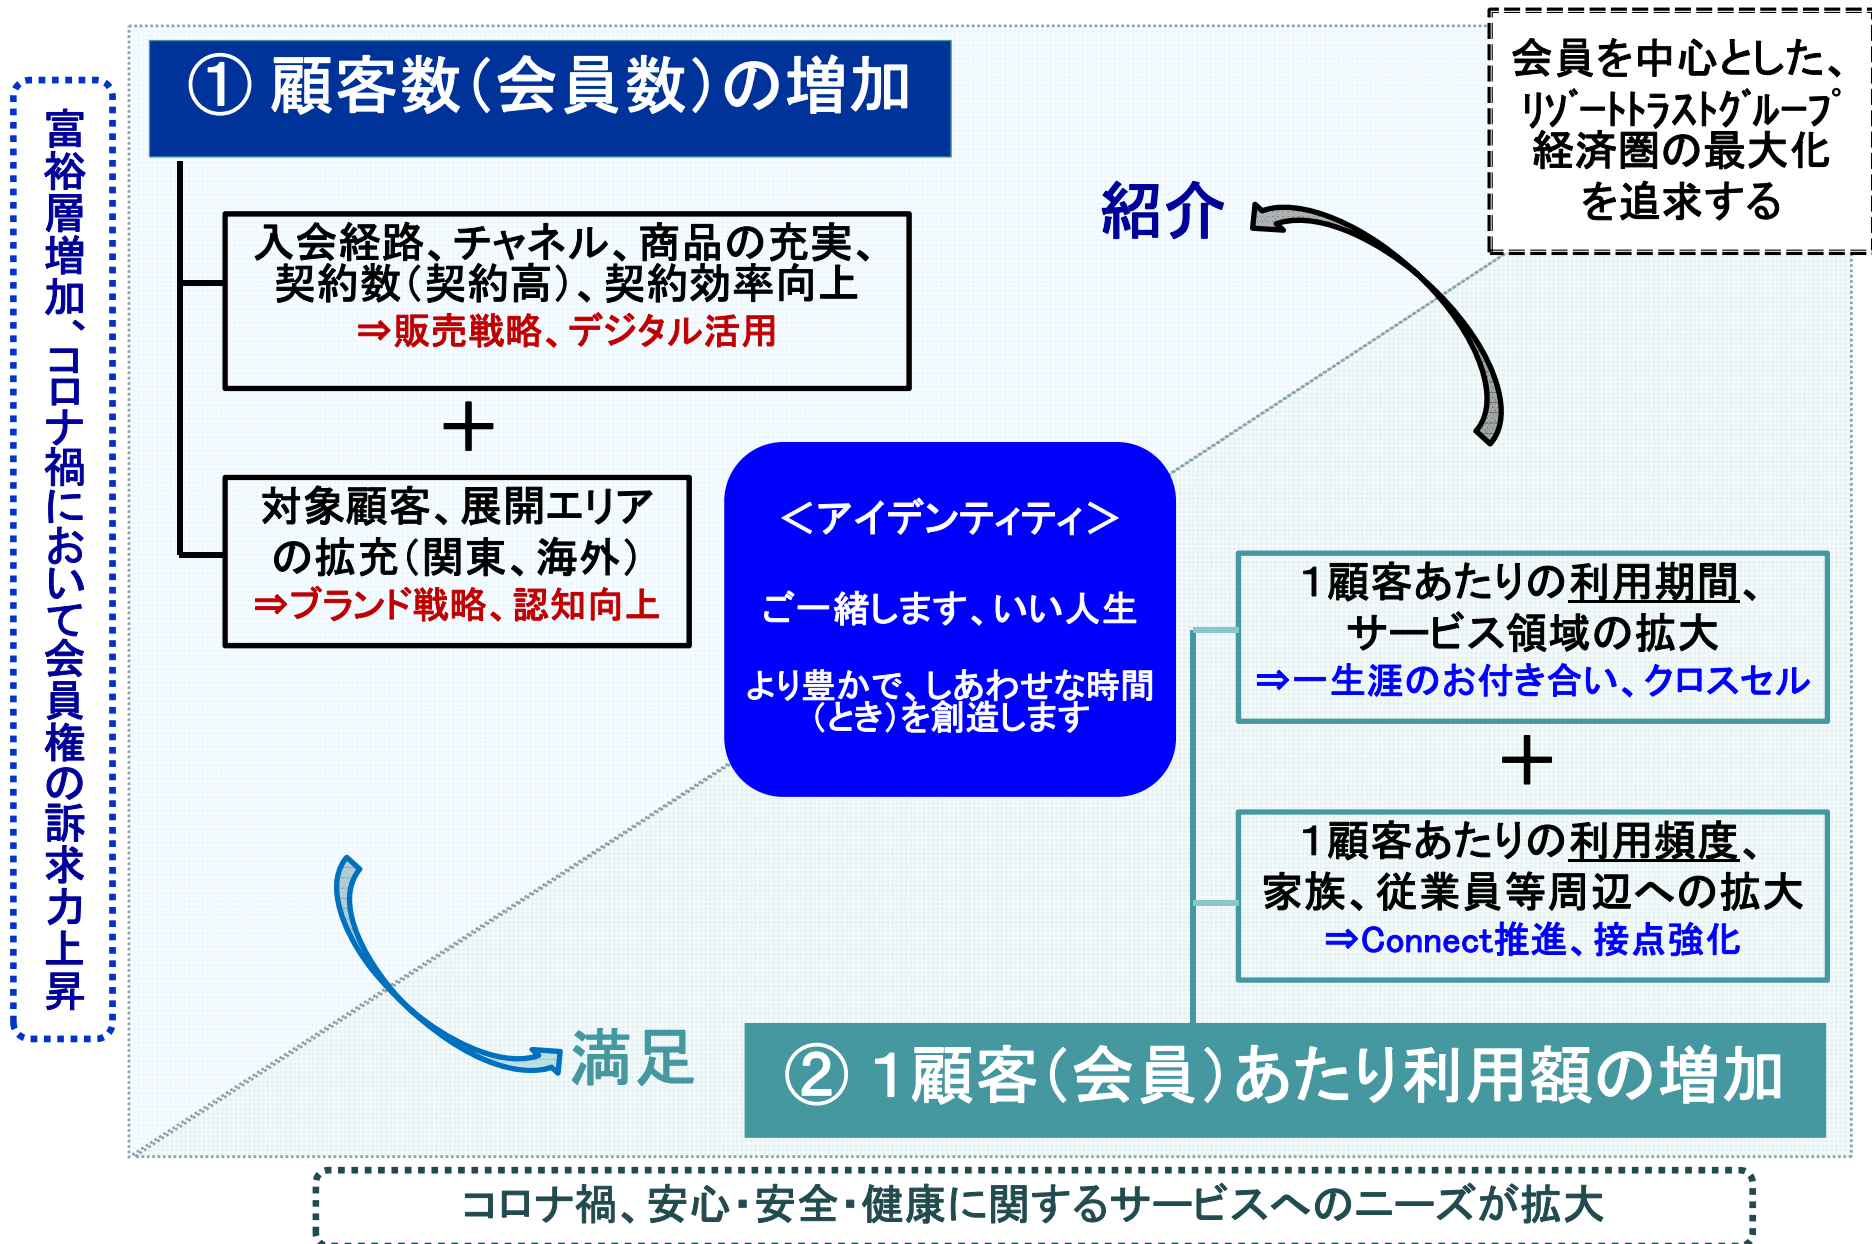 ① 顧客数（会員数）の増加
会員を中心とした、
ﾘｿﾞｰﾄﾄﾗｽﾄｸﾞﾙｰﾌﾟ
経済圏の最大化
を追求する
富裕層増加、コロナ禍において会員権の訴求力上昇
紹介
入会経路、チャネル、商品の充実、
契約数（契約高）、契約効率向上
⇒販売戦略、デジタル活用
＋
対象顧客、展開エリア
の拡充（関東、海外）
⇒ブランド戦略、認知向上
＜アイデンティティ＞
ご一緒します、いい人生
より豊かで、しあわせな時間
（とき）を創造します
１顧客あたりの利用期間、
サービス領域の拡大
⇒一生涯のお付き合い、クロスセル
＋
１顧客あたりの利用頻度、
家族、従業員等周辺への拡大
⇒Connect推進、接点強化
満足
② １顧客（会員）あたり利用額の増加
コロナ禍、安心・安全・健康に関するサービスへのニーズが拡大